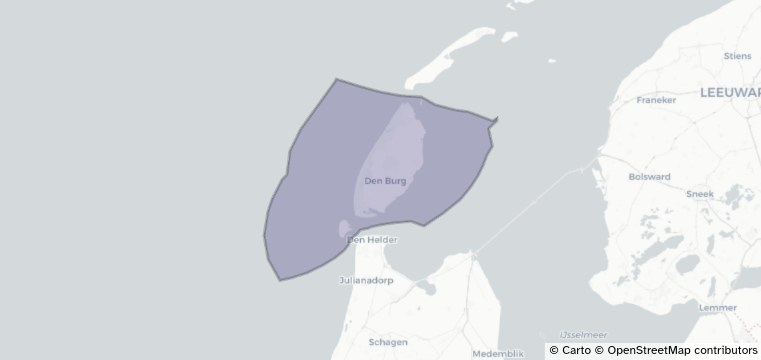 Stiens
LEEUWAR
Franeker
Den Burg
Bolsward
Sneek
Den Helder
Julianadorp
Lemmer
IJsselmeer
Schagen
Medemblik
© Carto © OpenStreetMap contributors